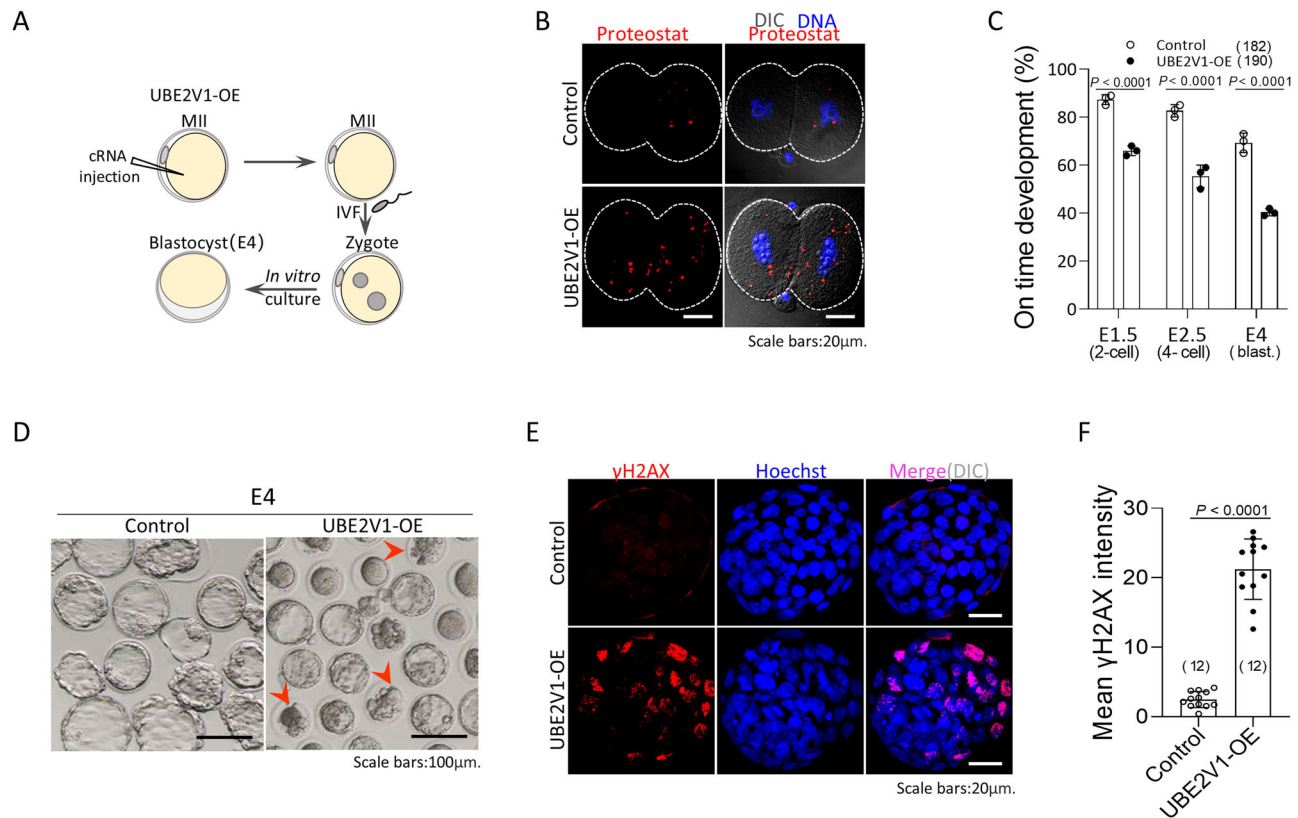 A
UBE2V1-OE
MII
MII
cRNA
injection
IVF
Blastocyst(E4)
Zygote
In vitro
culture
B
DIC DNA
Proteostat
Proteostat
Control
UBE2V1-OE
Scale bars:20μm.
C
Control (182)
UBE2V1-OE (190)
P < 0.0001
P < 0.0001
P < 0.0001
On time development (%)
100
80
60
40
20
0
E1.5
(2-cell)
E2.5
(4-cell)
E4
(blast.)
D
E4
Control
UBE2V1-OE
Scale bars:100μm.
E
γH2AX
Hoechst
Merge(DIC)
Control
UBE2V1-OE
Scale bars:20μm.
F
P < 0.0001
Mean γH2AX intensity
30
20
10
0
(12)
(12)
Control
UBE2V1-OE